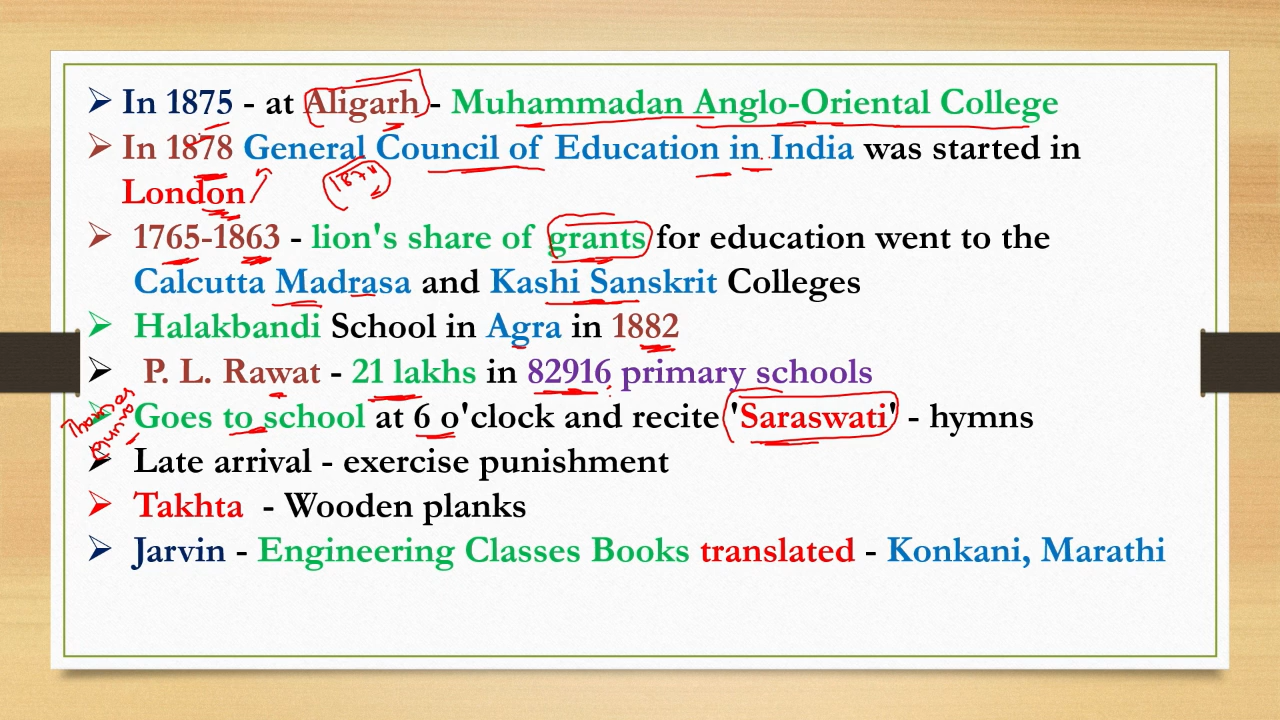 ➢ In 1875 - at Aligarh - Muhammadan Anglo-Oriental College
➢ In 1878 General Council of Education in India was started in
London
➢ 1765-1863 - lion's share of grants for education went to the
Calcutta Madrasa and Kashi Sanskrit Colleges
➢ Halakbandi School in Agra in 1882
➢ P. L. Rawat - 21 lakhs in 82916 primary schools
Thomas
Munro
➢ Goes to school at 6 o'clock and recite 'Saraswati' - hymns
➢ Late arrival - exercise punishment
➢ Takhta - Wooden planks
➢ Jarvin - Engineering Classes Books translated - Konkani, Marathi